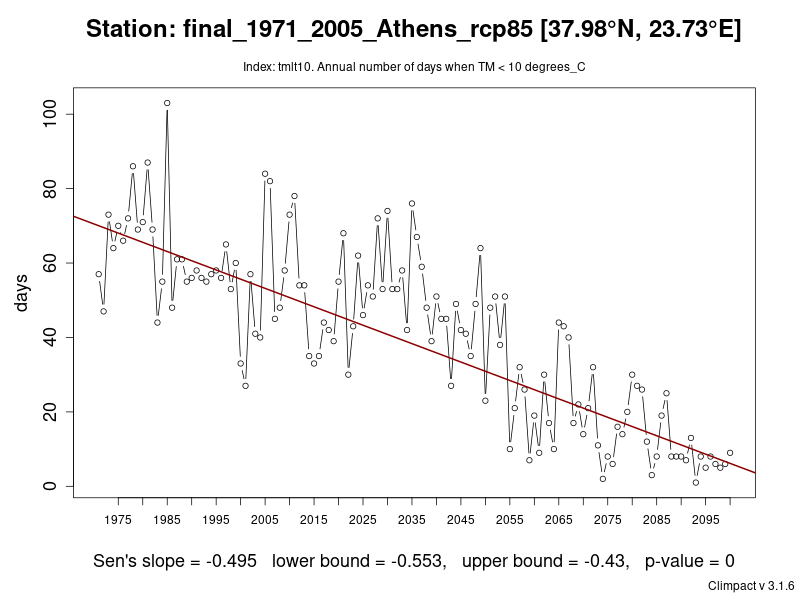 Station: final_1971_2005_Athens_rcp85 [37.98°N, 23.73°E]
Index: tmlt10. Annual number of days when TM < 10 degrees_C
100
80
60
40
20
0
days
1975 1985 1995 2005 2015 2025 2035 2045 2055 2065 2075 2085 2095
Sen's slope = -0.495 lower bound = -0.553, upper bound = -0.43, p-value = 0
Climpact v 3.1.6